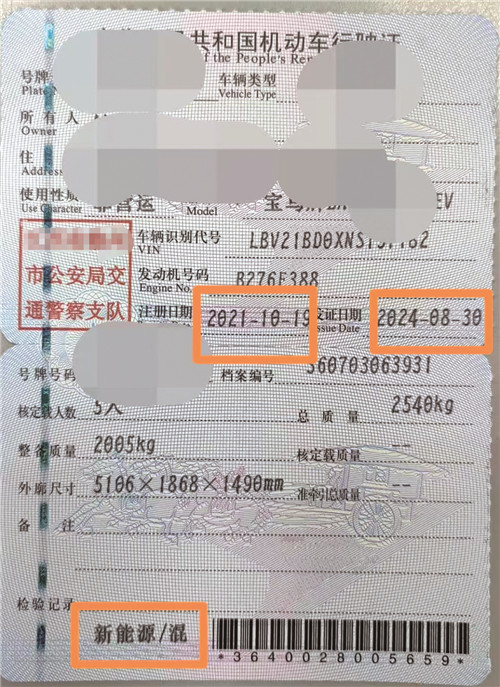 共和国机动车行驶证
of the People's Re
号牌
车辆类型
Plate
Vehicle Type
所有人
Owner
住
Address
使用性质
非营运
Use Character
Model
EV
市公安局交
通警察支队
车辆识别代号
VIN
LBV21BD0XNS
发动机号码
Engine No.
B276F388
注册日期
2021-10-19
发证日期
Issue Date
2024-08-30
号牌号码
档案编号
360703063931
核定载人数
5人
总质量
2540kg
整备质量
2005kg
核定载质量
--
外廓尺寸
5106×1868×1490mm
准牵引总质量
--
备注
检验记录
新能源/混
*3640028005659*